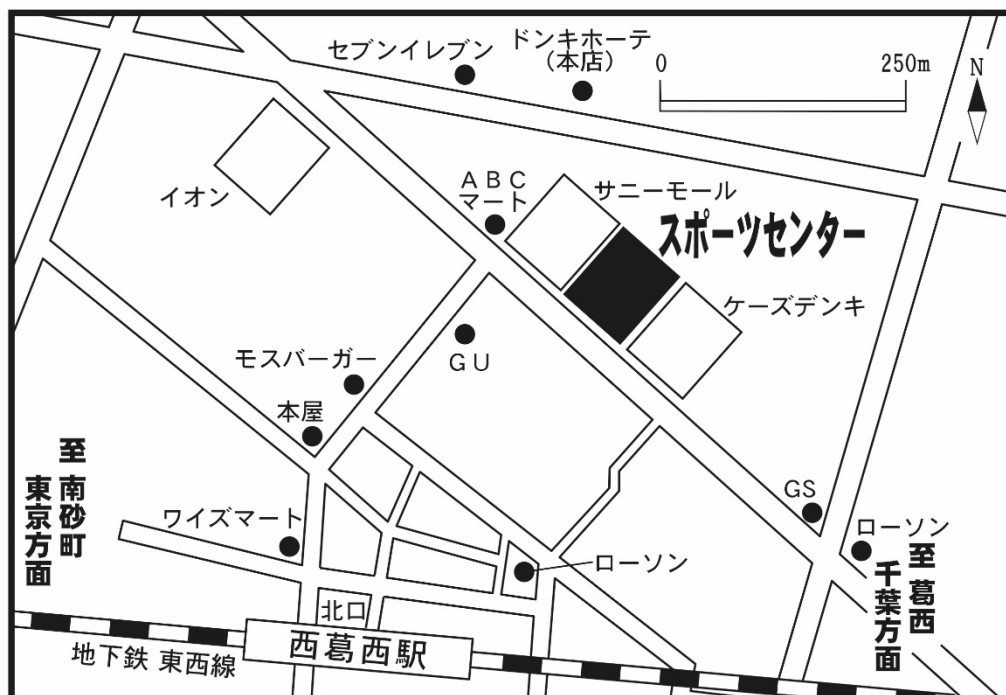 セブンイレブン
ドンキホーテ
（本店）
0 250m
N
イオン
ABC
マート
サニーモール
スポーツセンター
ケーズデンキ
モスバーガー
GU
本屋
至 南砂町
東京方面
ワイズマート
GS
ローソン
ローソン
至 葛西
千葉方面
北口
西葛西駅
地下鉄 東西線